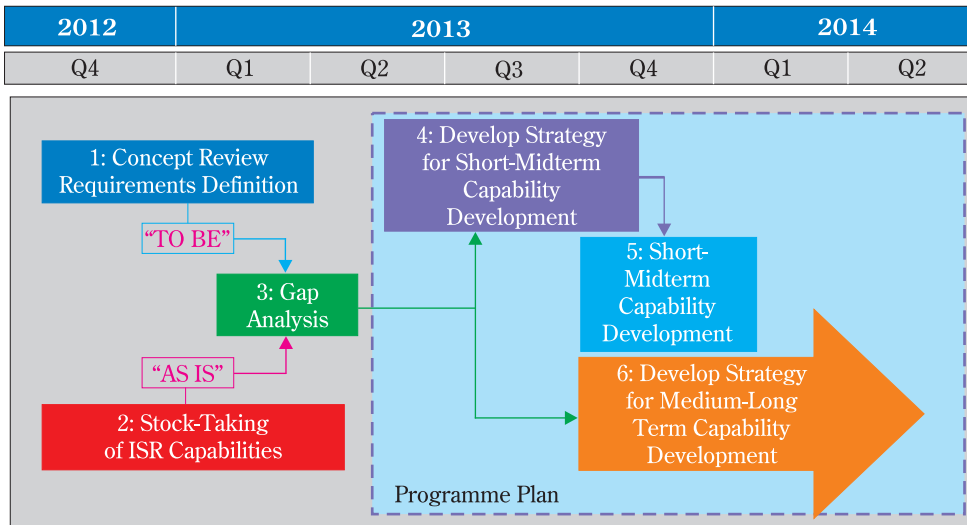 2012 2013 2014
Q4 Q1 Q2 Q3 Q4 Q1 Q2
1: Concept Review
Requirements Definition
“TO BE”
3: Gap
Analysis
“AS IS”
2: Stock-Taking
of ISR Capabilities
4: Develop Strategy
for Short-Midterm
Capability
Development
5: Short-
Midterm
Capability
Development
6: Develop Strategy
for Medium-Long
Term Capability
Development
Programme Plan